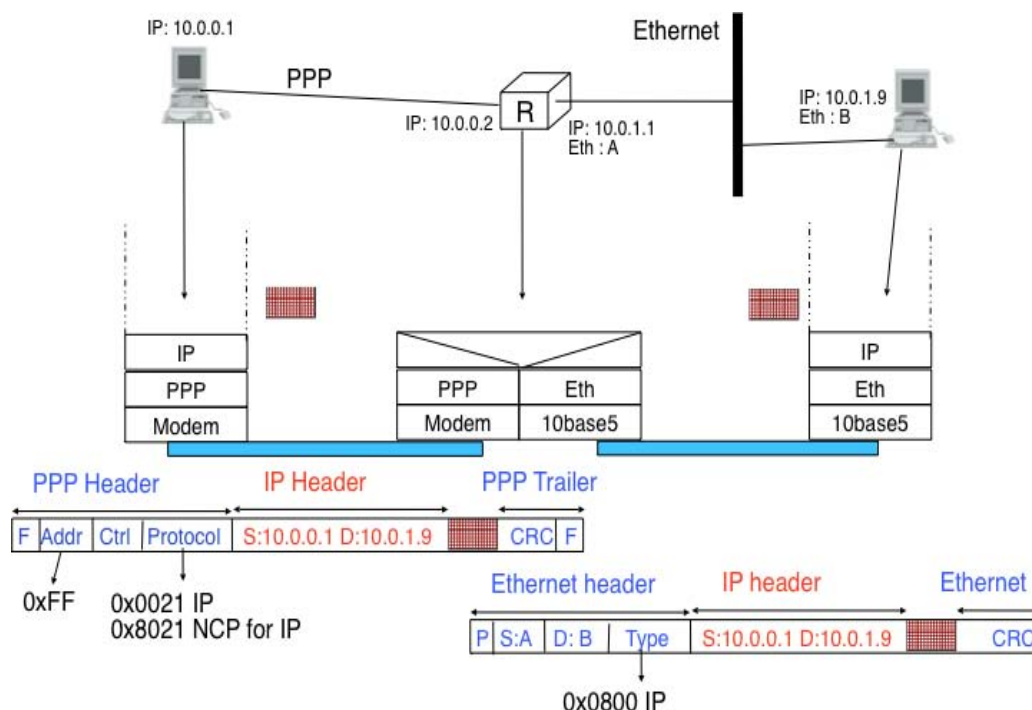 IP: 10.0.0.1
Ethernet
PPP
R
IP: 10.0.0.2
IP: 10.0.1.1
Eth : A
IP: 10.0.1.9
Eth : B
IP
PPP
Modem
PPP
Eth
Modem
10base5
IP
Eth
10base5
PPP Header
IP Header
PPP Trailer
F Addr Ctrl Protocol S:10.0.0.1 D:10.0.1.9 CRC F
0xFF
0x0021 IP
0x8021 NCP for IP
Ethernet header
IP header
Ethernet
P S:A D: B Type S:10.0.0.1 D:10.0.1.9 CRC
0x0800 IP